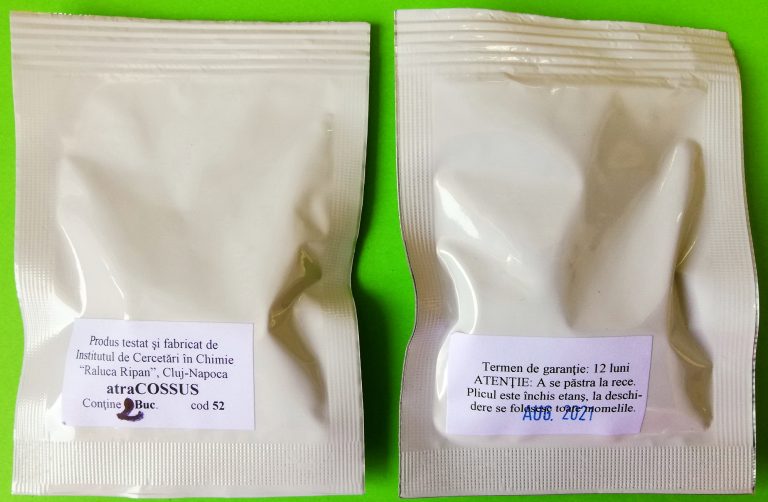 Produs testat şi fabricat de
Institutul de Cercetări în Chimie
“Raluca Ripan”, Cluj-Napoca
atraCOSSUS
Conţine 2 Buc. cod 52
Termen de garanţie: 12 luni
ATENŢIE: A se păstra la rece.
Plicul este închis etanş, la deschi-
dere se folosesc toate momelile.
AUG. 2021